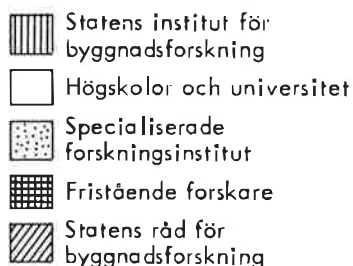 Statens institut för
byggnadsforskning
Högskolor och universitet
Specialiserade
forskningsinstitut
Fristående forskare
Statens råd för
byggnadsforskning